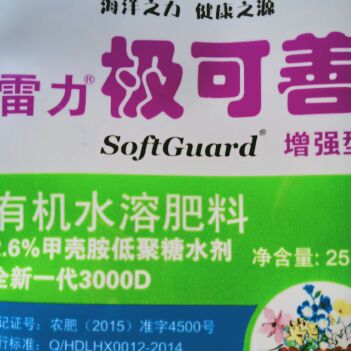 海洋之力 健康之源
雷力® 极可善
SoftGuard® 增强型
有机水溶肥料
2.6%甲壳胺低聚糖水剂
净含量：25
全新一代3000D
记证号：农肥（2015）准字4500号
行标准：Q/HDLHX0012-2014